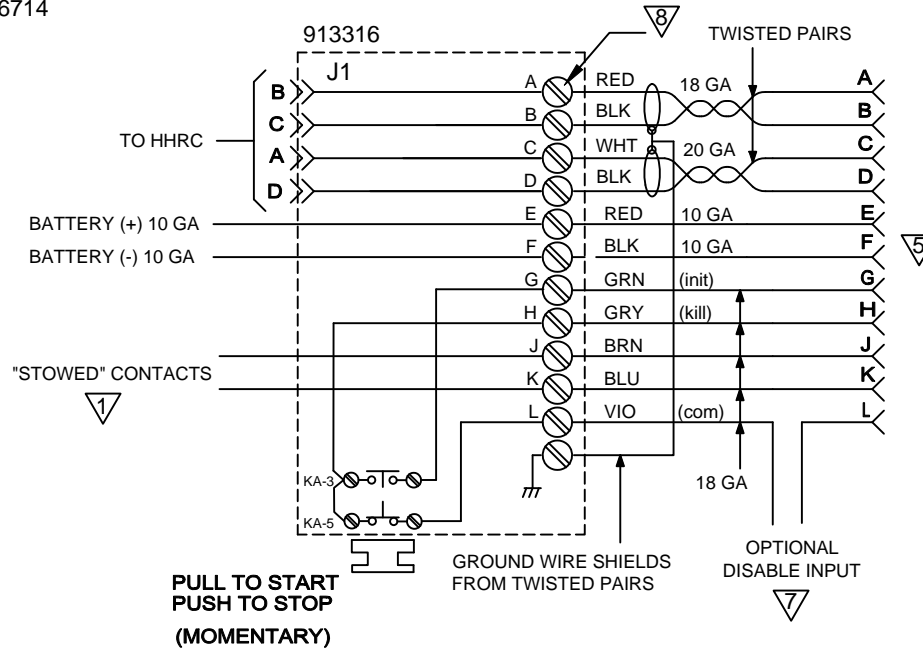 6714
913316
8
TWISTED PAIRS
J1
B
A
RED
18 GA
A
C
B
BLK
B
TO HHRC
A
C
WHT
20 GA
C
D
D
BLK
D
BATTERY (+) 10 GA
E
RED
10 GA
E
BATTERY (-) 10 GA
F
BLK
10 GA
F
5
G
GRN
(init)
G
H
GRY
(kill)
H
J
BRN
J
"STOWED" CONTACTS
K
BLU
K
1
L
VIO
(com)
L
KA-3
18 GA
KA-5
GROUND WIRE SHIELDS
FROM TWISTED PAIRS
OPTIONAL
DISABLE INPUT
7
PULL TO START
PUSH TO STOP
(MOMENTARY)